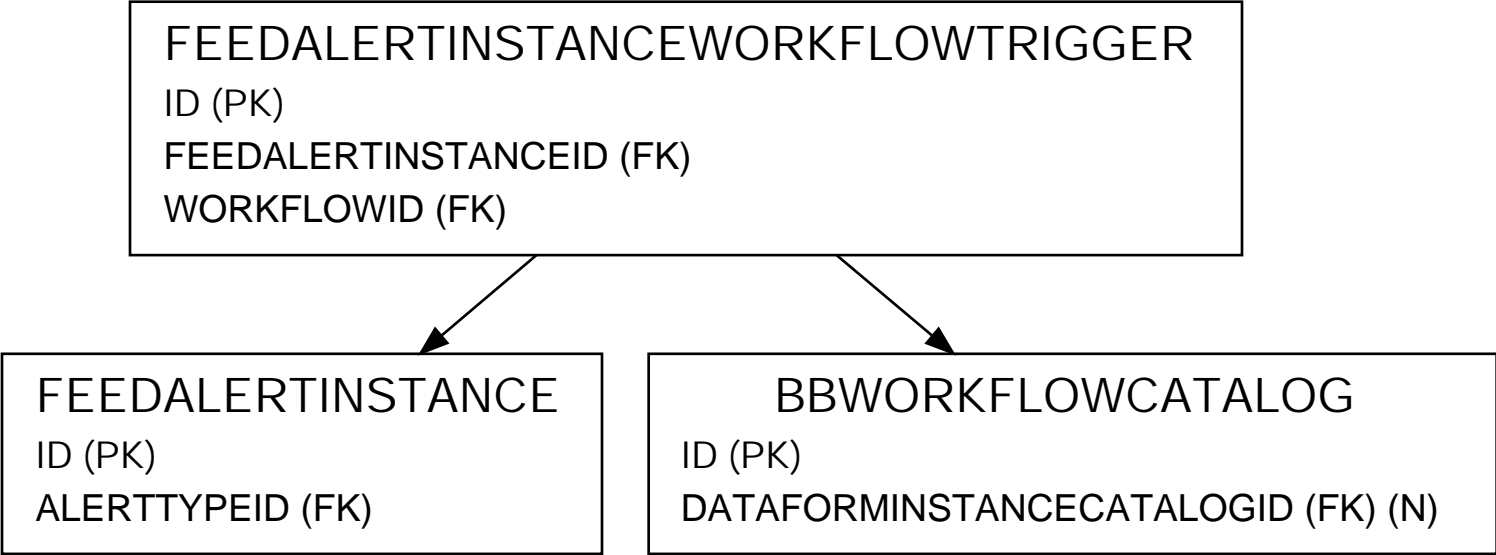 FEEDALERTINSTANCEWORKFLOWTRIGGER
ID (PK)
FEEDALERTINSTANCEID (FK)
WORKFLOWID (FK)
FEEDALERTINSTANCE
ID (PK)
ALERTTYPEID (FK)
BBWORKFLOWCATALOG
ID (PK)
DATAFORMINSTANCECATALOGID (FK) (N)